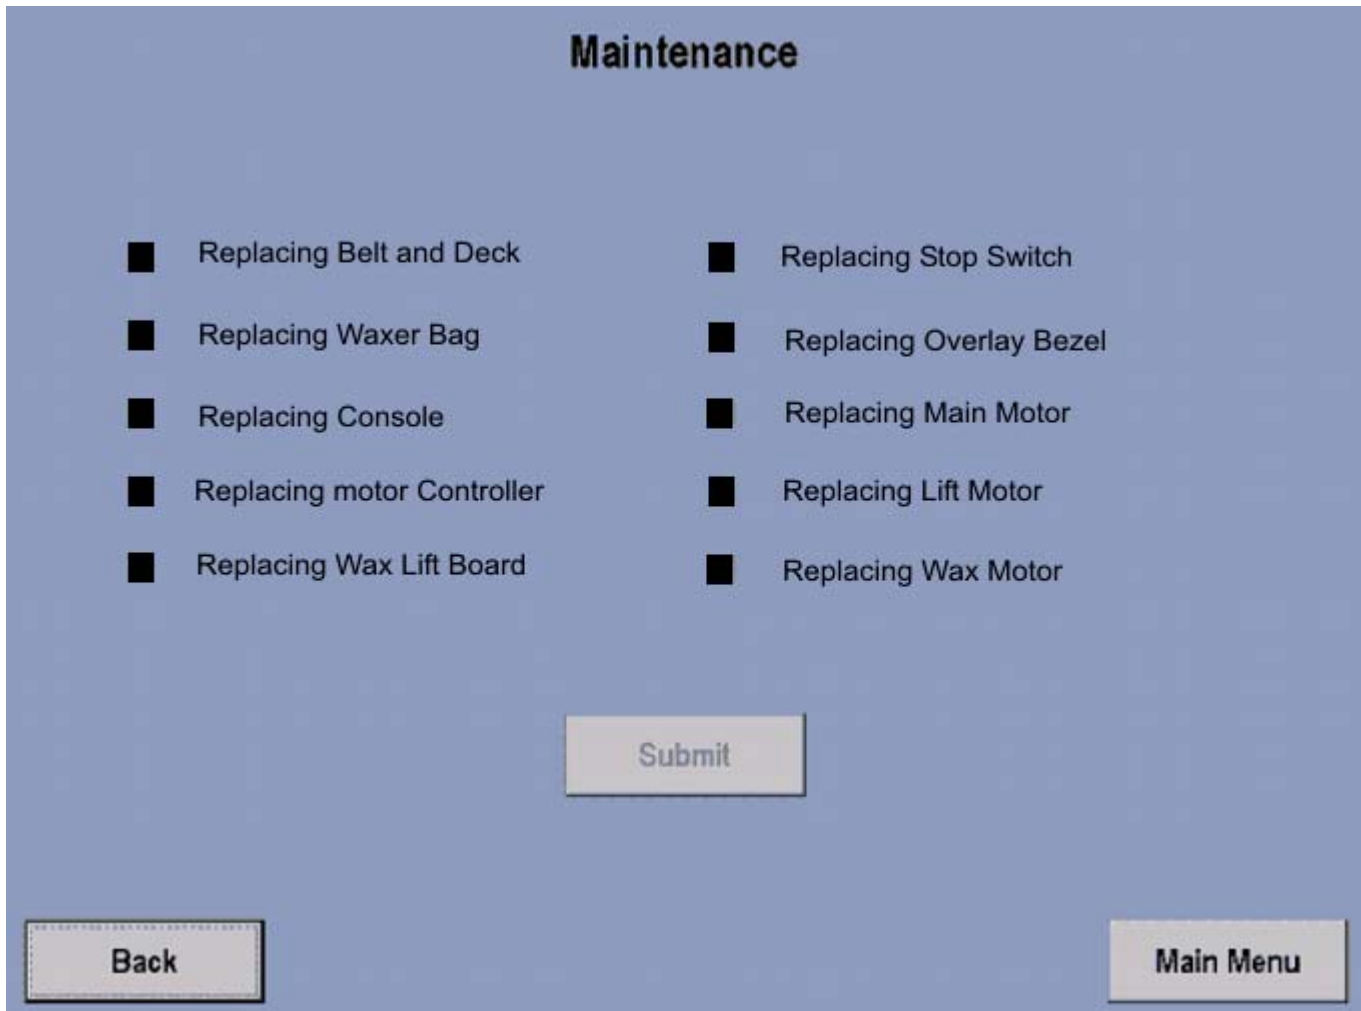 Maintenance
Replacing Belt and Deck
Replacing Waxer Bag
Replacing Console
Replacing motor Controller
Replacing Wax Lift Board
Replacing Stop Switch
Replacing Overlay Bezel
Replacing Main Motor
Replacing Lift Motor
Replacing Wax Motor
Submit
Back
Main Menu